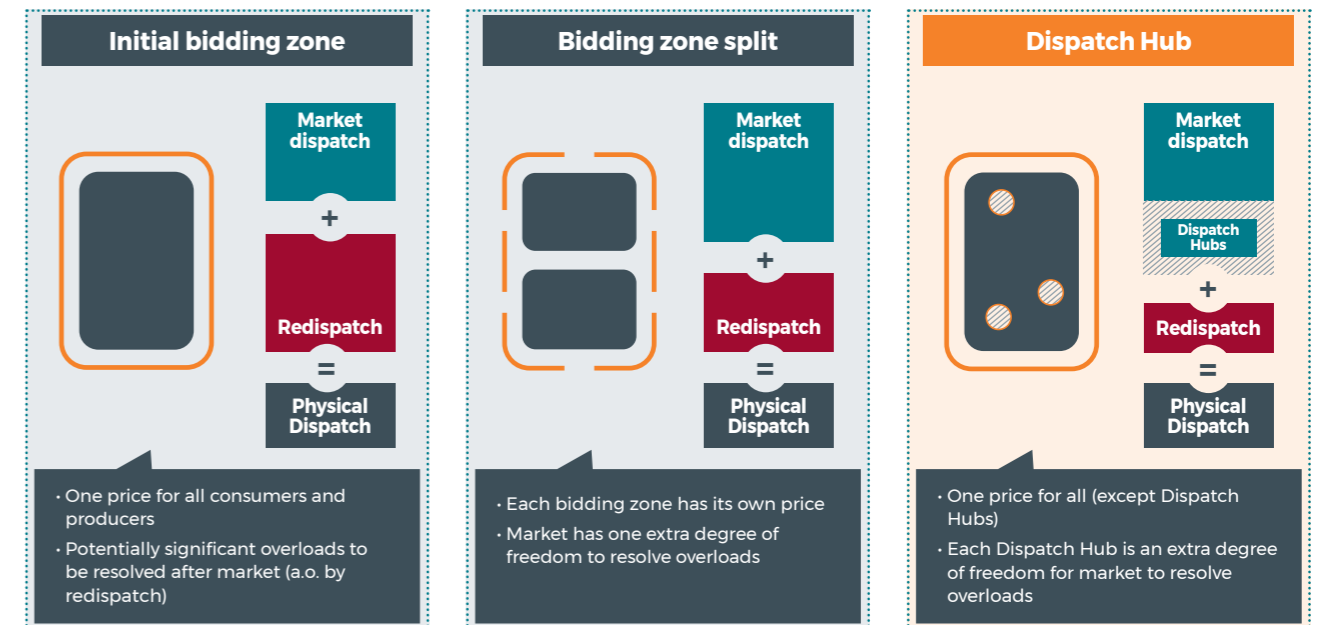 Initial bidding zone
Market
dispatch
+
Redispatch
=
Physical
Dispatch
• One price for all consumers and
producers
• Potentially significant overloads to
be resolved after market (a.o. by
redispatch)
Bidding zone split
Market
dispatch
+
Redispatch
=
Physical
Dispatch
• Each bidding zone has its own price
• Market has one extra degree of
freedom to resolve overloads
Dispatch Hub
Market
dispatch
Dispatch
Hubs
+
Redispatch
=
Physical
Dispatch
• One price for all (except Dispatch
Hubs)
• Each Dispatch Hub is an extra degree
of freedom for market to resolve
overloads